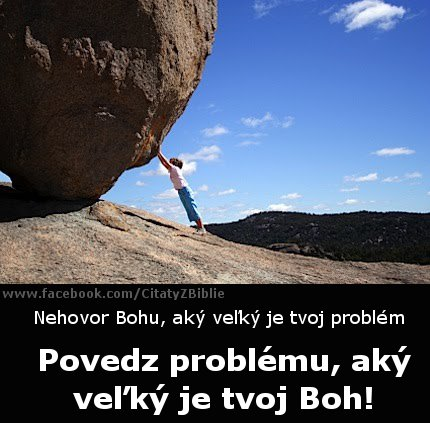 www.facebook.com/CitatyZBiblie
Nehovor Bohu, aký veľký je tvoj problém
Povedz problému, aký
veľký je tvoj Boh!